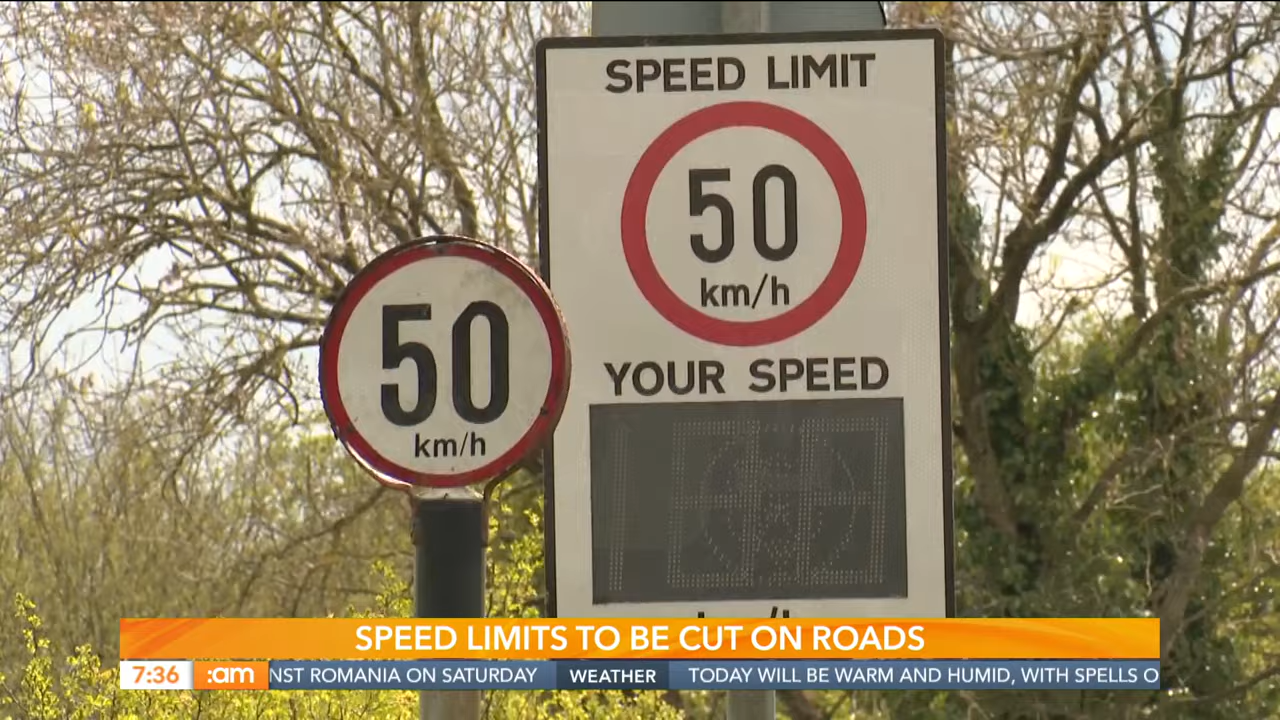 SPEED LIMIT
50
km/h
YOUR SPEED
50
km/h
km/h
SPEED LIMITS TO BE CUT ON ROADS
7:36 :am NST ROMANIA ON SATURDAY WEATHER TODAY WILL BE WARM AND HUMID, WITH SPELLS O